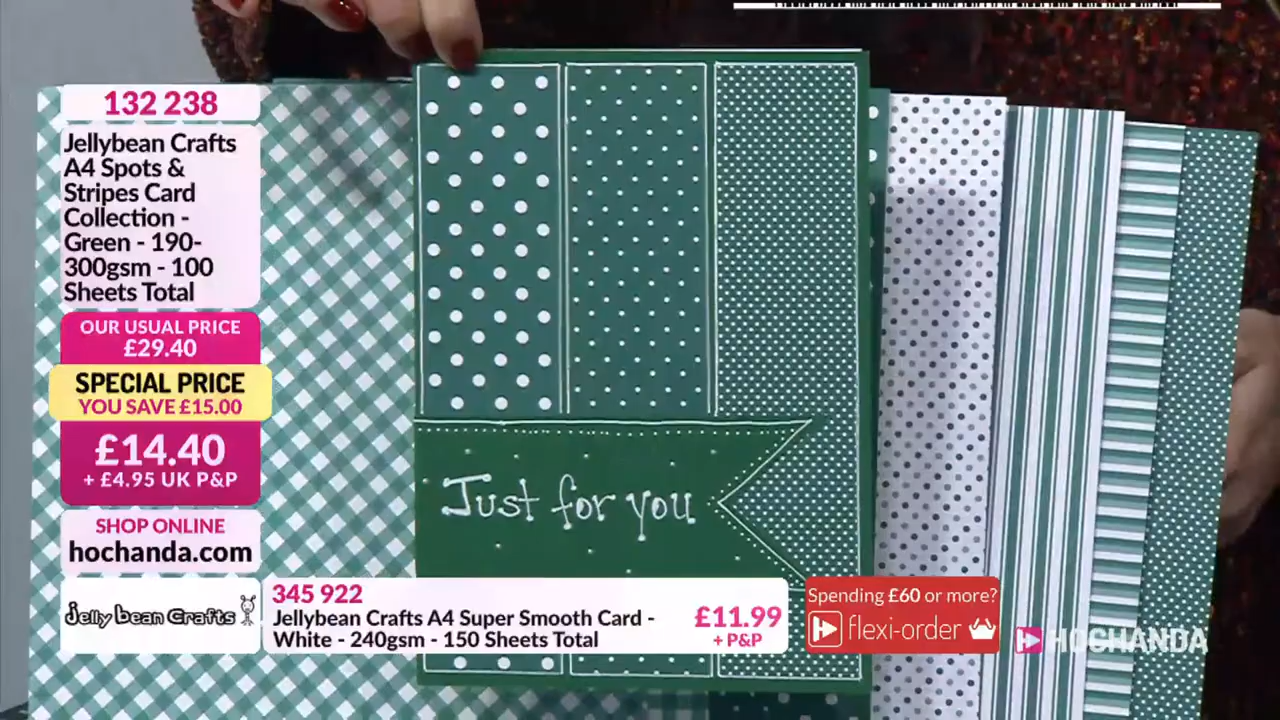 132 238
Jellybean Crafts
A4 Spots &
Stripes Card
Collection -
Green - 190-
300gsm - 100
Sheets Total
OUR USUAL PRICE
£29.40
SPECIAL PRICE
YOU SAVE £15.00
£14.40
+ £4.95 UK P&P
SHOP ONLINE
hochanda.com
Just for you
jellybean Crafts
345 922
Jellybean Crafts A4 Super Smooth Card -
White - 240gsm - 150 Sheets Total
£11.99
+ P&P
Spending £60 or more?
flexi-order
HOCHANDA